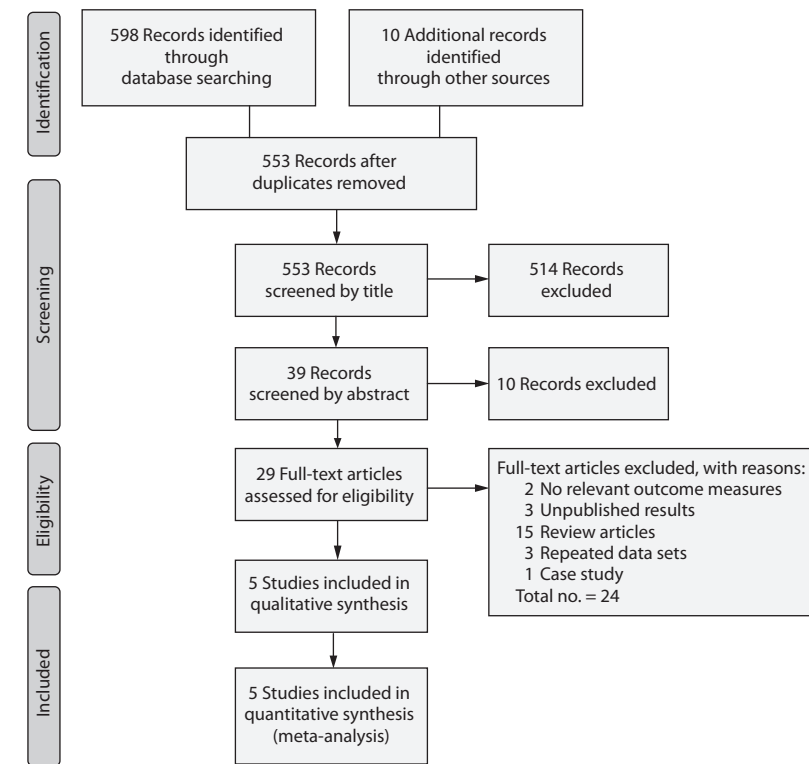 Identification
598 Records identified
through
database searching
10 Additional records
identified
through other sources
553 Records after
duplicates removed
Screening
553 Records
screened by title
514 Records
excluded
39 Records
screened by abstract
10 Records excluded
Eligibility
29 Full-text articles
assessed for eligibility
Full-text articles excluded, with reasons:
2 No relevant outcome measures
3 Unpublished results
15 Review articles
3 Repeated data sets
1 Case study
Total no. = 24
Included
5 Studies included in
qualitative synthesis
5 Studies included in
quantitative synthesis
(meta-analysis)